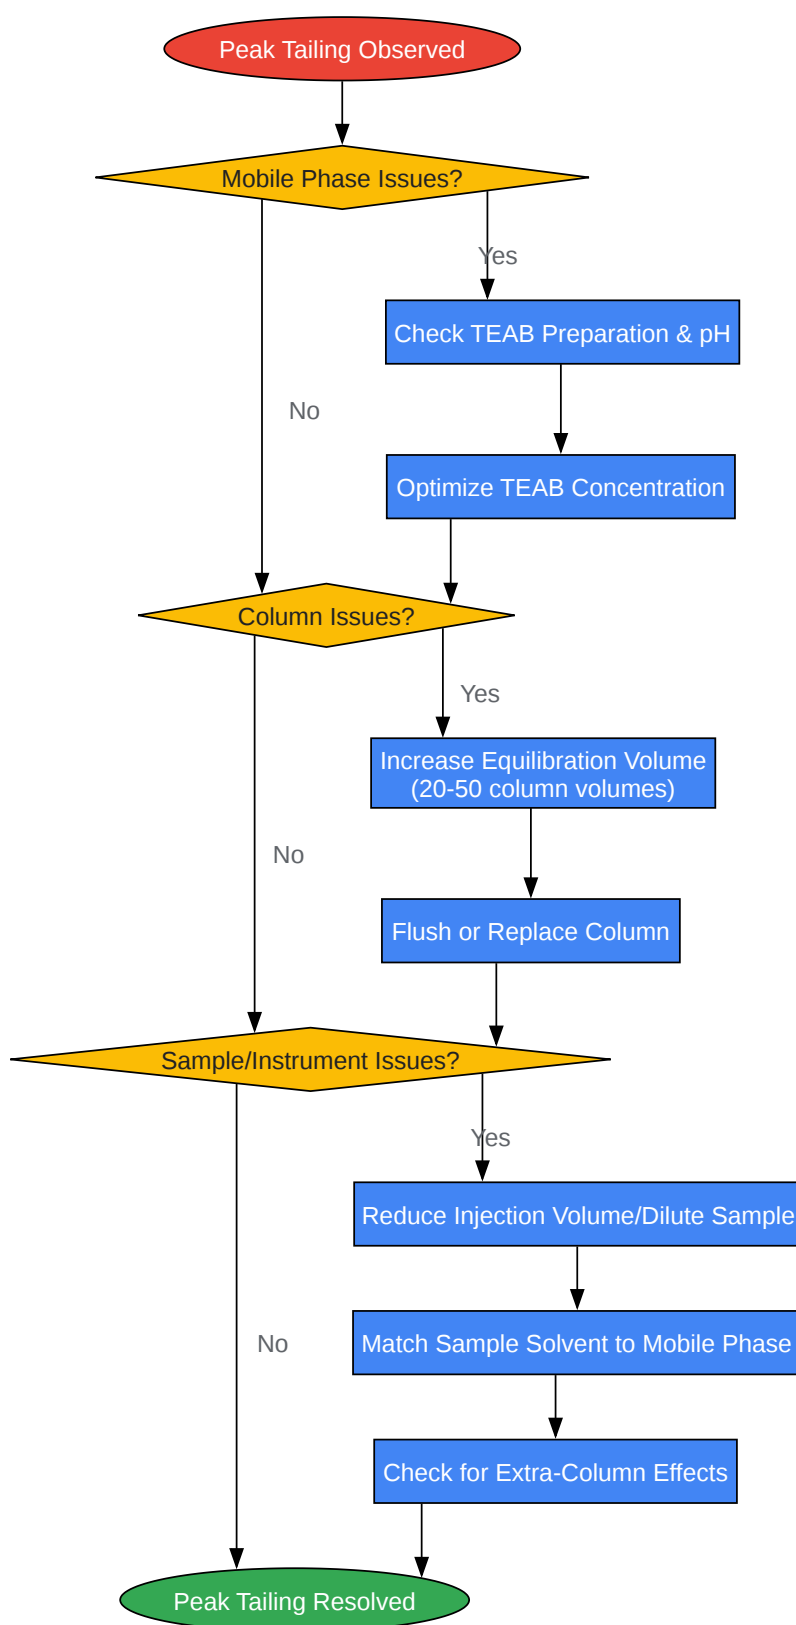 Peak Tailing Observed
Mobile Phase Issues?
Yes
Check TEAB Preparation & pH
No
Optimize TEAB Concentration
Column Issues?
Yes
Increase Equilibration Volume
(20-50 column volumes)
No
Flush or Replace Column
Sample/Instrument Issues?
Yes
Reduce Injection Volume/Dilute Sample
No
Match Sample Solvent to Mobile Phase
Check for Extra-Column Effects
Peak Tailing Resolved